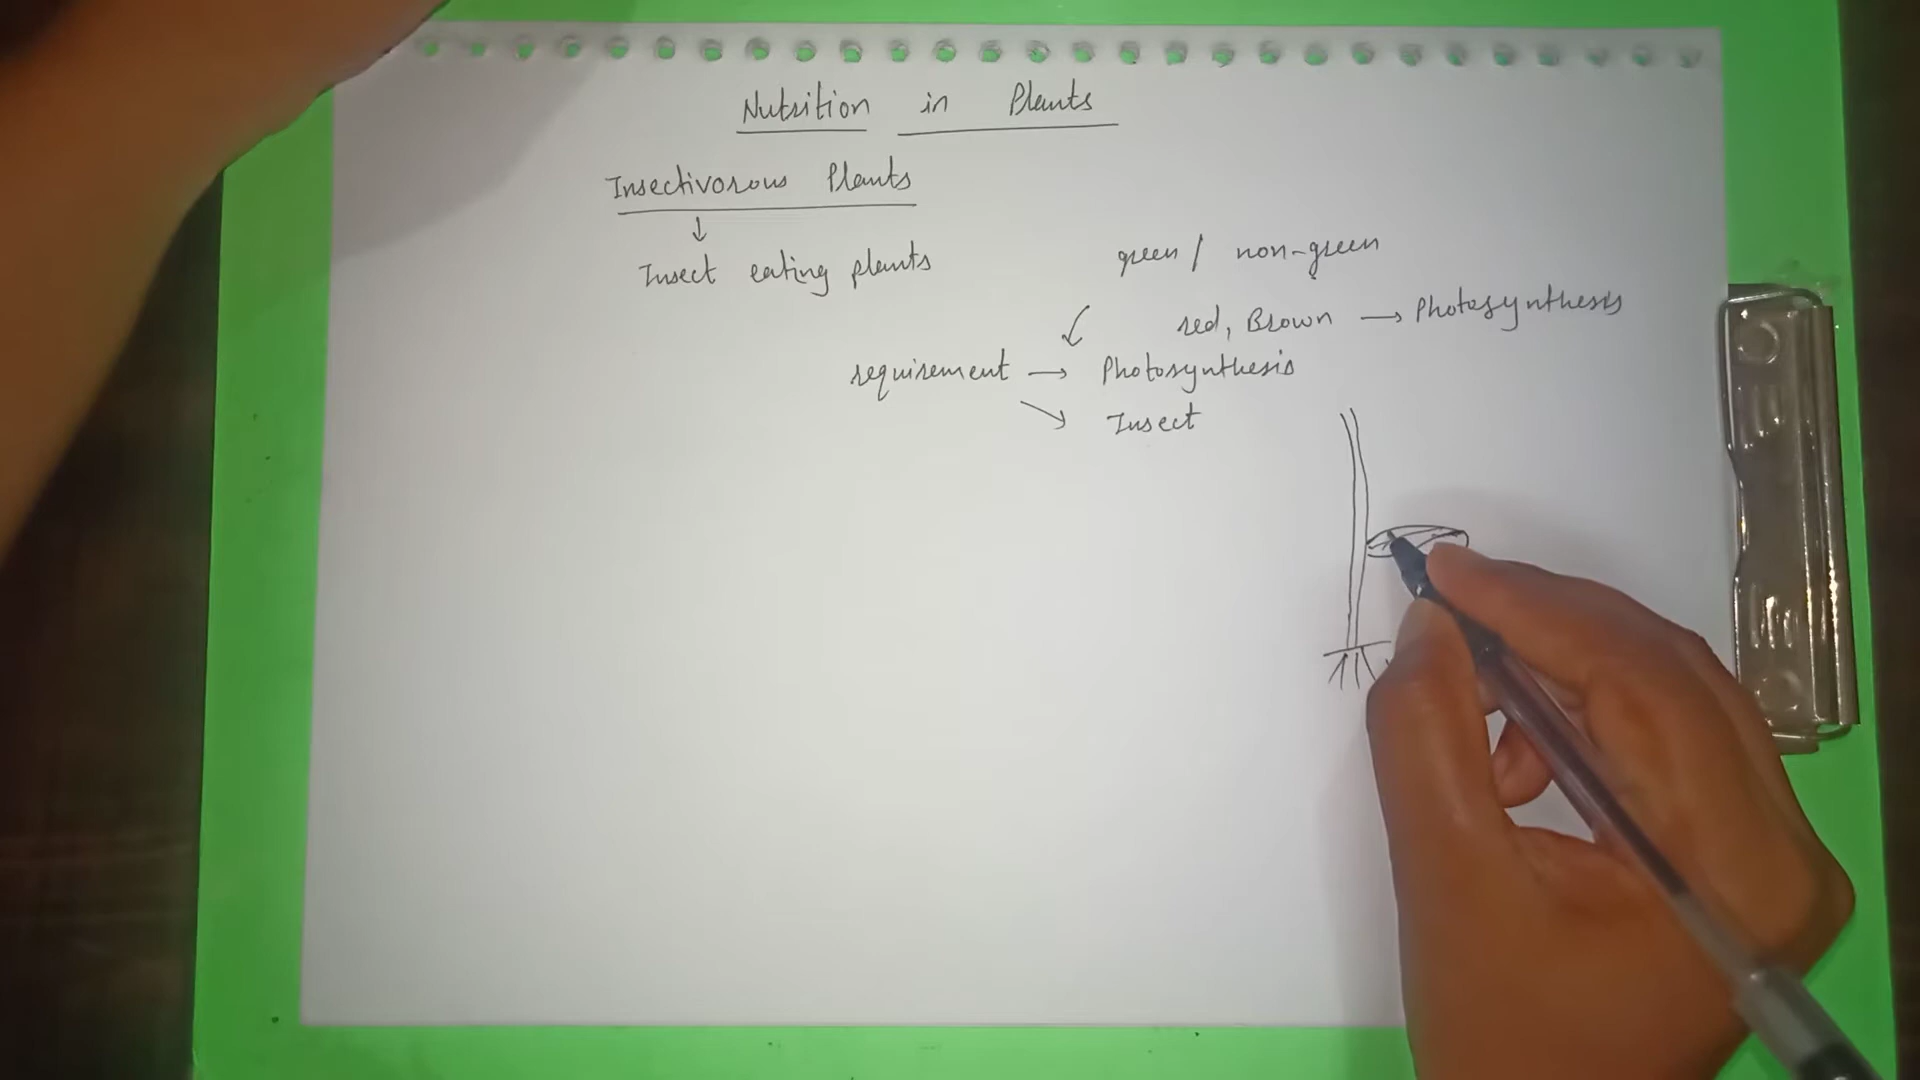 Nutrition in Plants
Insectivorous Plants
↓
Insect eating plants
green / non-green
red, Brown → Photosynthesis
requirement → Photosynthesis
Insect